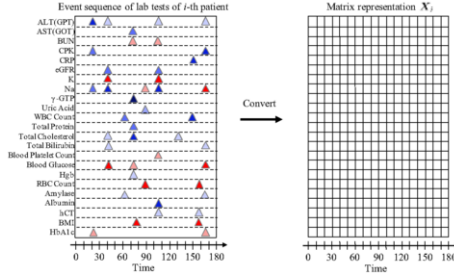 Event sequence of lab tests of i-th patient
Matrix representation X_i
ALT(GPT)
AST(GOT)
BUN
CPK
CRP
eGFR
K
Na
γ-GTP
Uric Acid
WBC Count
Total Protein
Total Cholesterol
Total Bilirubin
Blood Platelet Count
Blood Glucose
Hgb
RBC Count
Amylase
Albumin
hCT
BMI
HbA1c
Convert
0 30 60 90 120 150 180
Time
0 30 60 90 120 150 180
Time